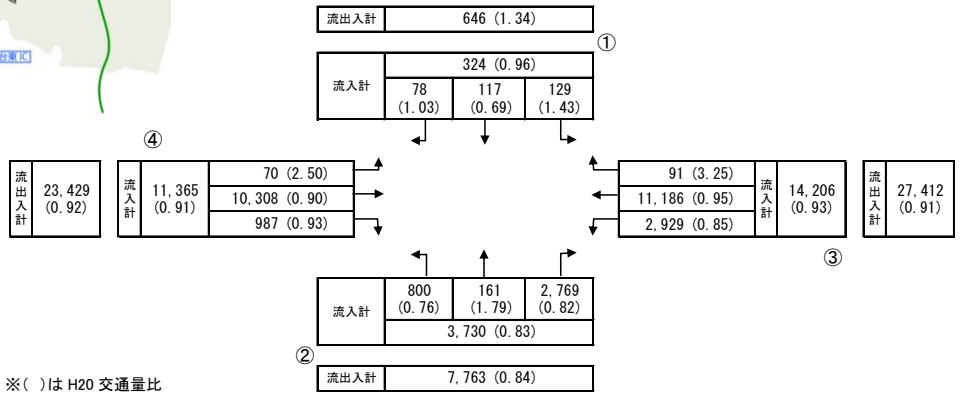 台東IC
流出入計 646 (1.34)
①
流入計 324 (0.96)
78 117 129
(1.03) (0.69) (1.43)
④
流出入計 23,429 (0.92)
流入計 11,365 (0.91)
70 (2.50)
10,308 (0.90)
987 (0.93)
91 (3.25)
11,186 (0.95)
2,929 (0.85)
流入計 14,206 (0.93)
流出入計 27,412 (0.91)
③
流入計
800 161 2,769
(0.76) (1.79) (0.82)
3,730 (0.83)
②
流出入計 7,763 (0.84)
※( )は H20 交通量比